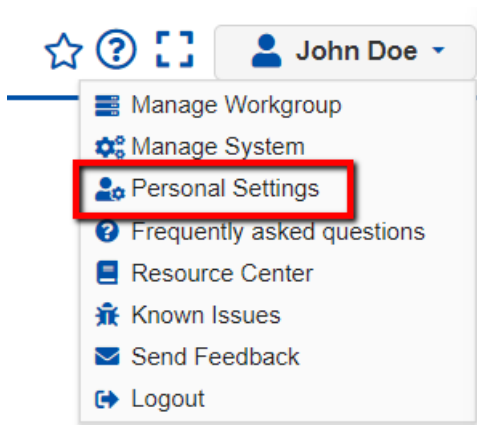 John Doe
Manage Workgroup
Manage System
Personal Settings
Frequently asked questions
Resource Center
Known Issues
Send Feedback
Logout